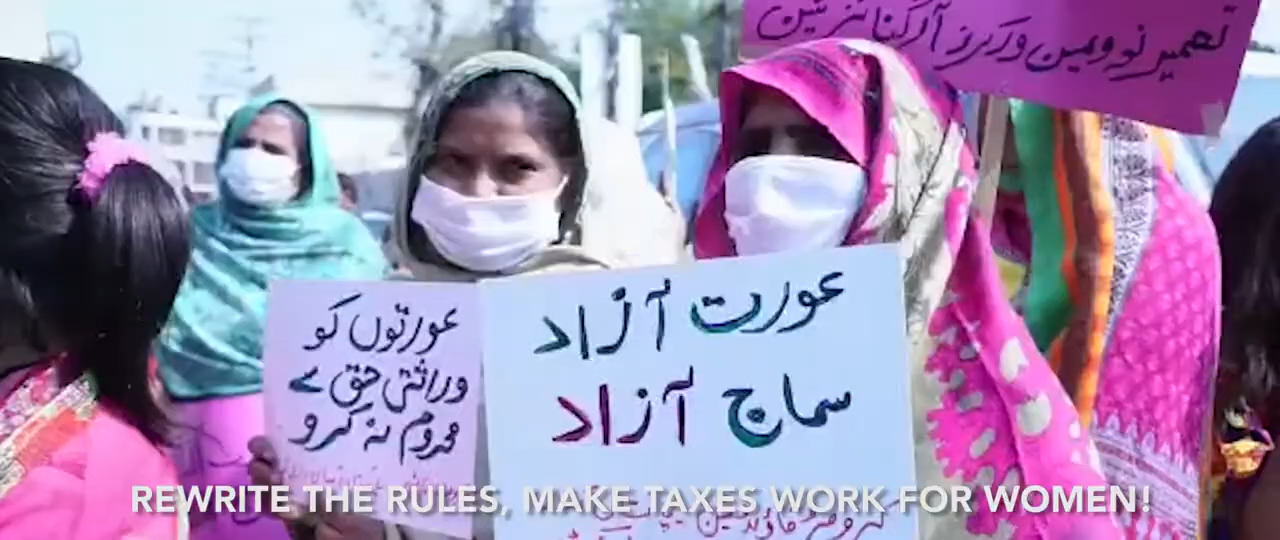 تعمیر نو ویمن ورکرز آرگنائزیشن
عورتوں کو
وراثتی حق سے
محروم نہ کرو
عورت آزاد
سماج آزاد
REWRITE THE RULES, MAKE TAXES WORK FOR WOMEN!